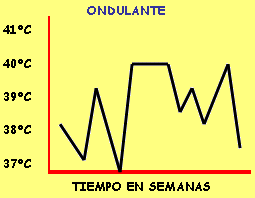 ONDULANTE
41°C
40°C
39°C
38°C
37°C
TIEMPO EN SEMANAS